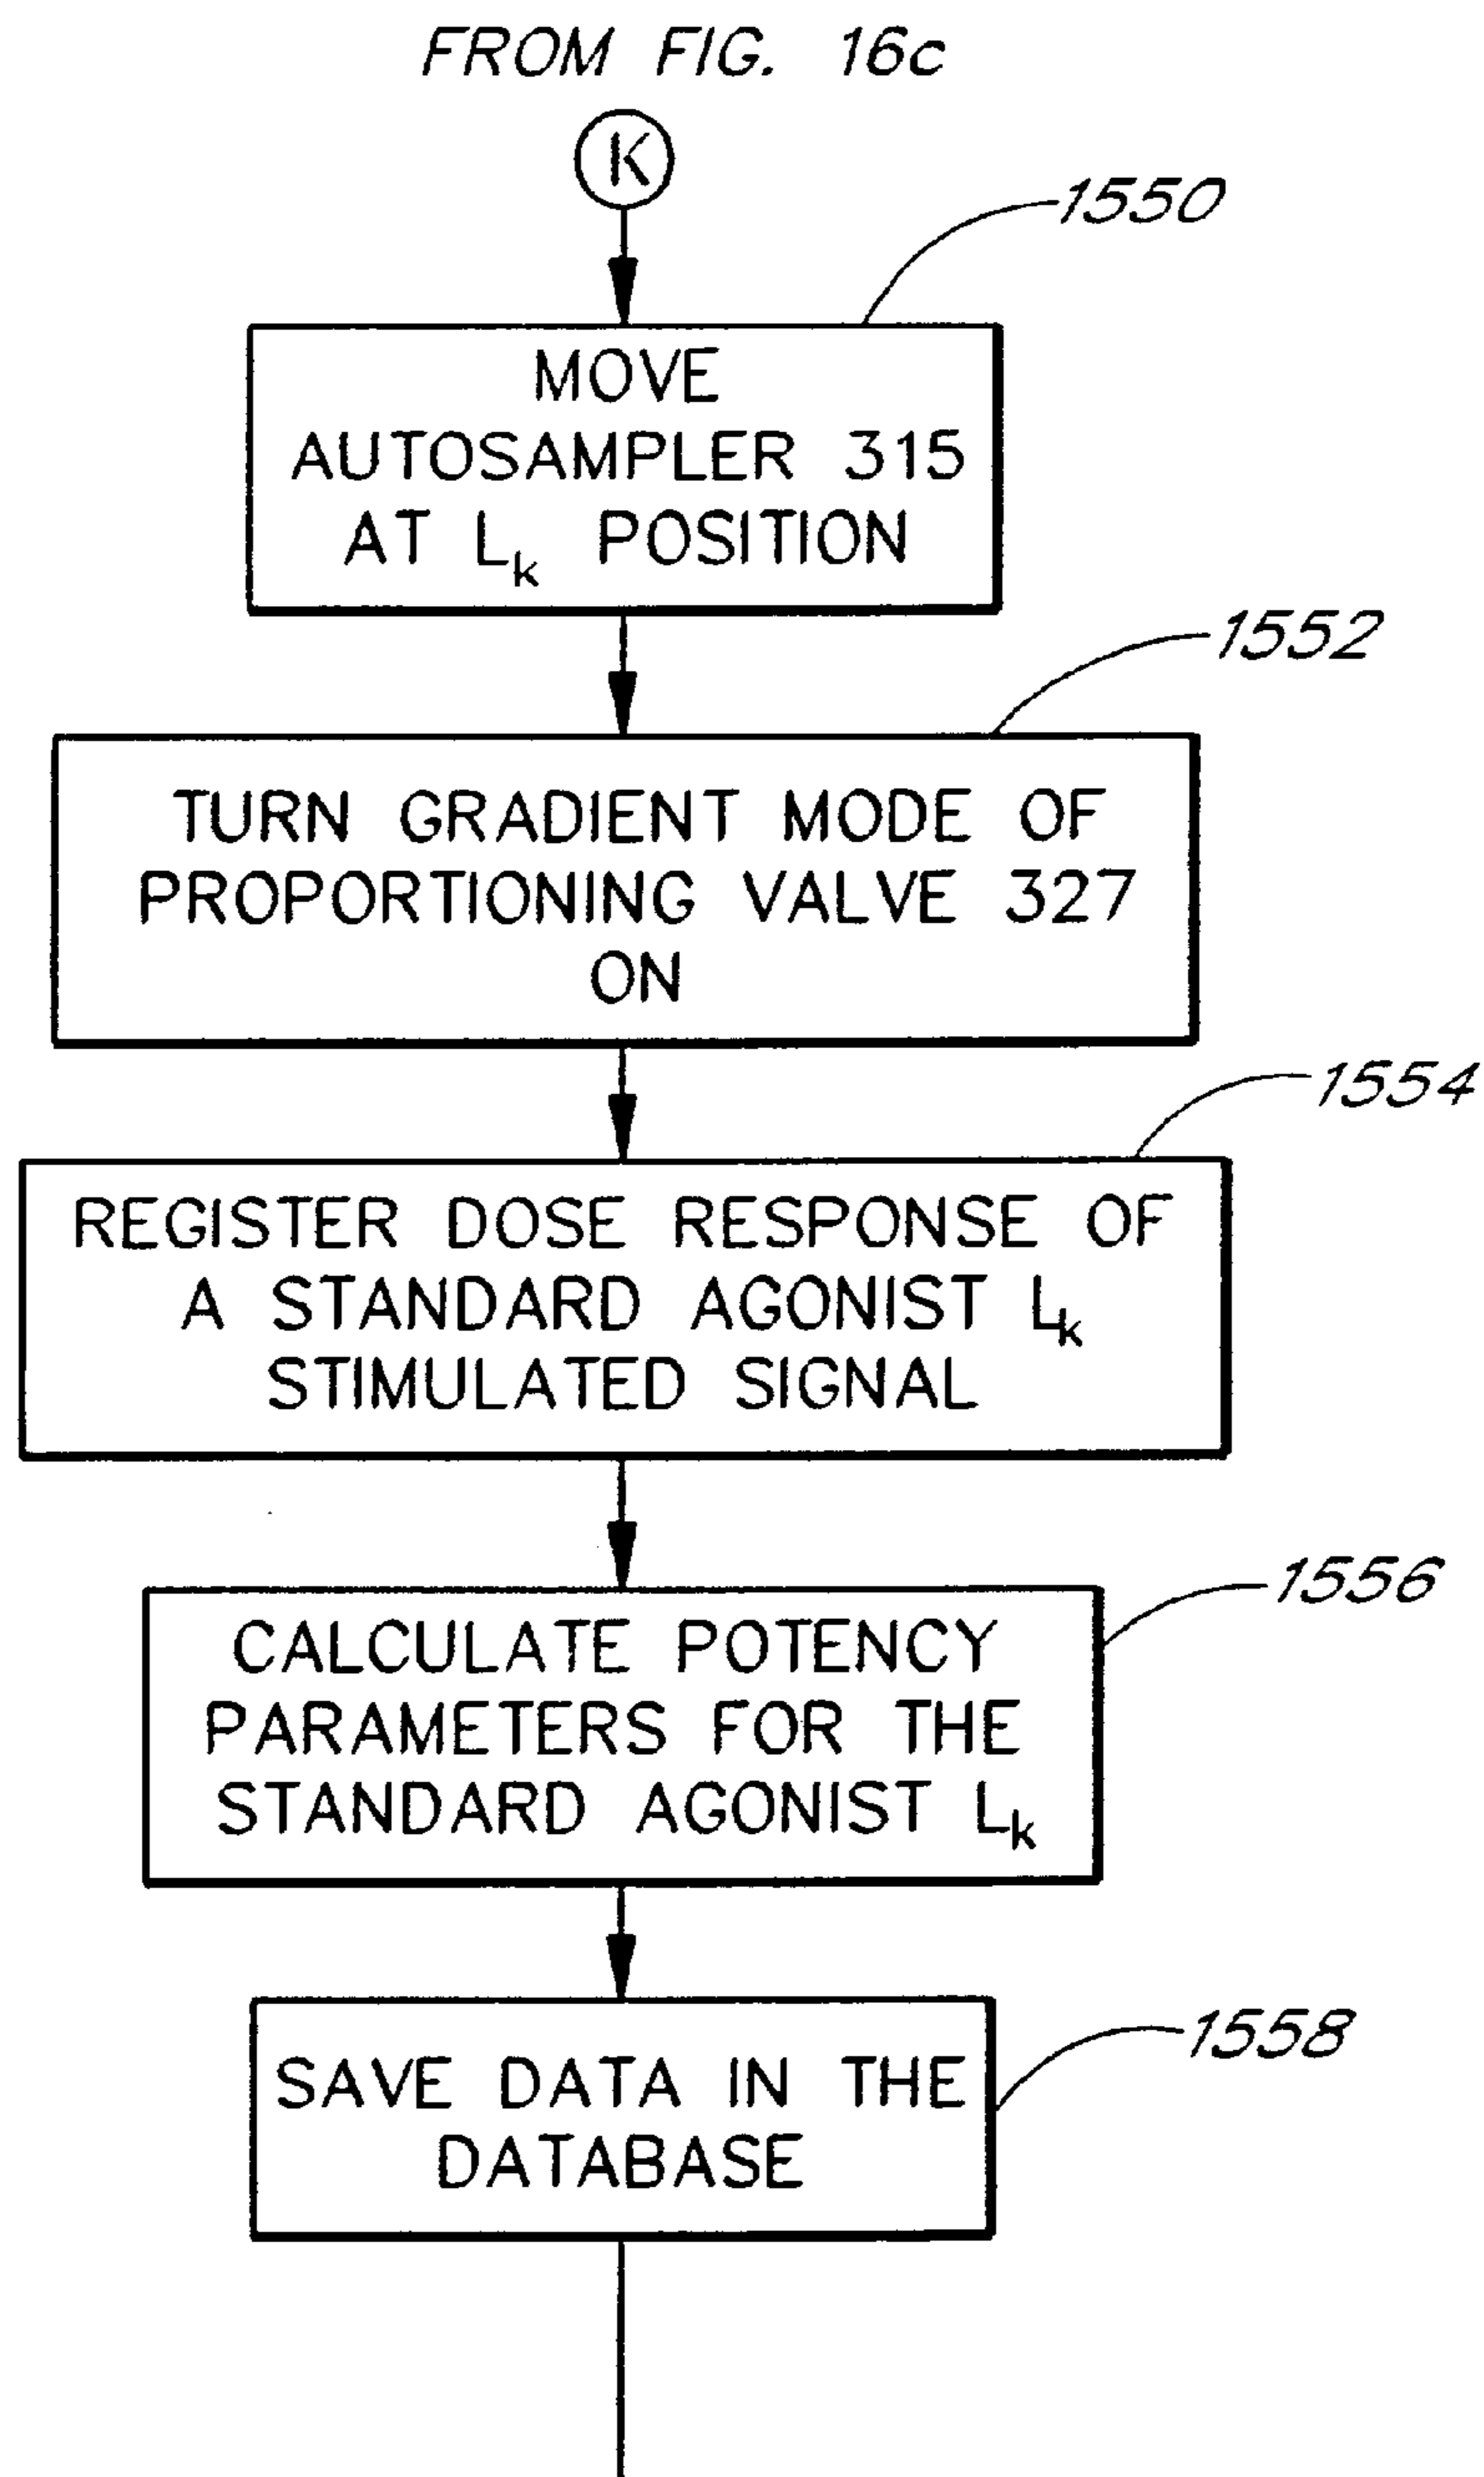 FROM FIG. 16c
K
1550
MOVE
AUTOSAMPLER 315
AT Lk POSITION
1552
TURN GRADIENT MODE OF
PROPORTIONING VALVE 327
ON
1554
REGISTER DOSE RESPONSE OF
A STANDARD AGONIST Lk
STIMULATED SIGNAL
1556
CALCULATE POTENCY
PARAMETERS FOR THE
STANDARD AGONIST Lk
1558
SAVE DATA IN THE
DATABASE